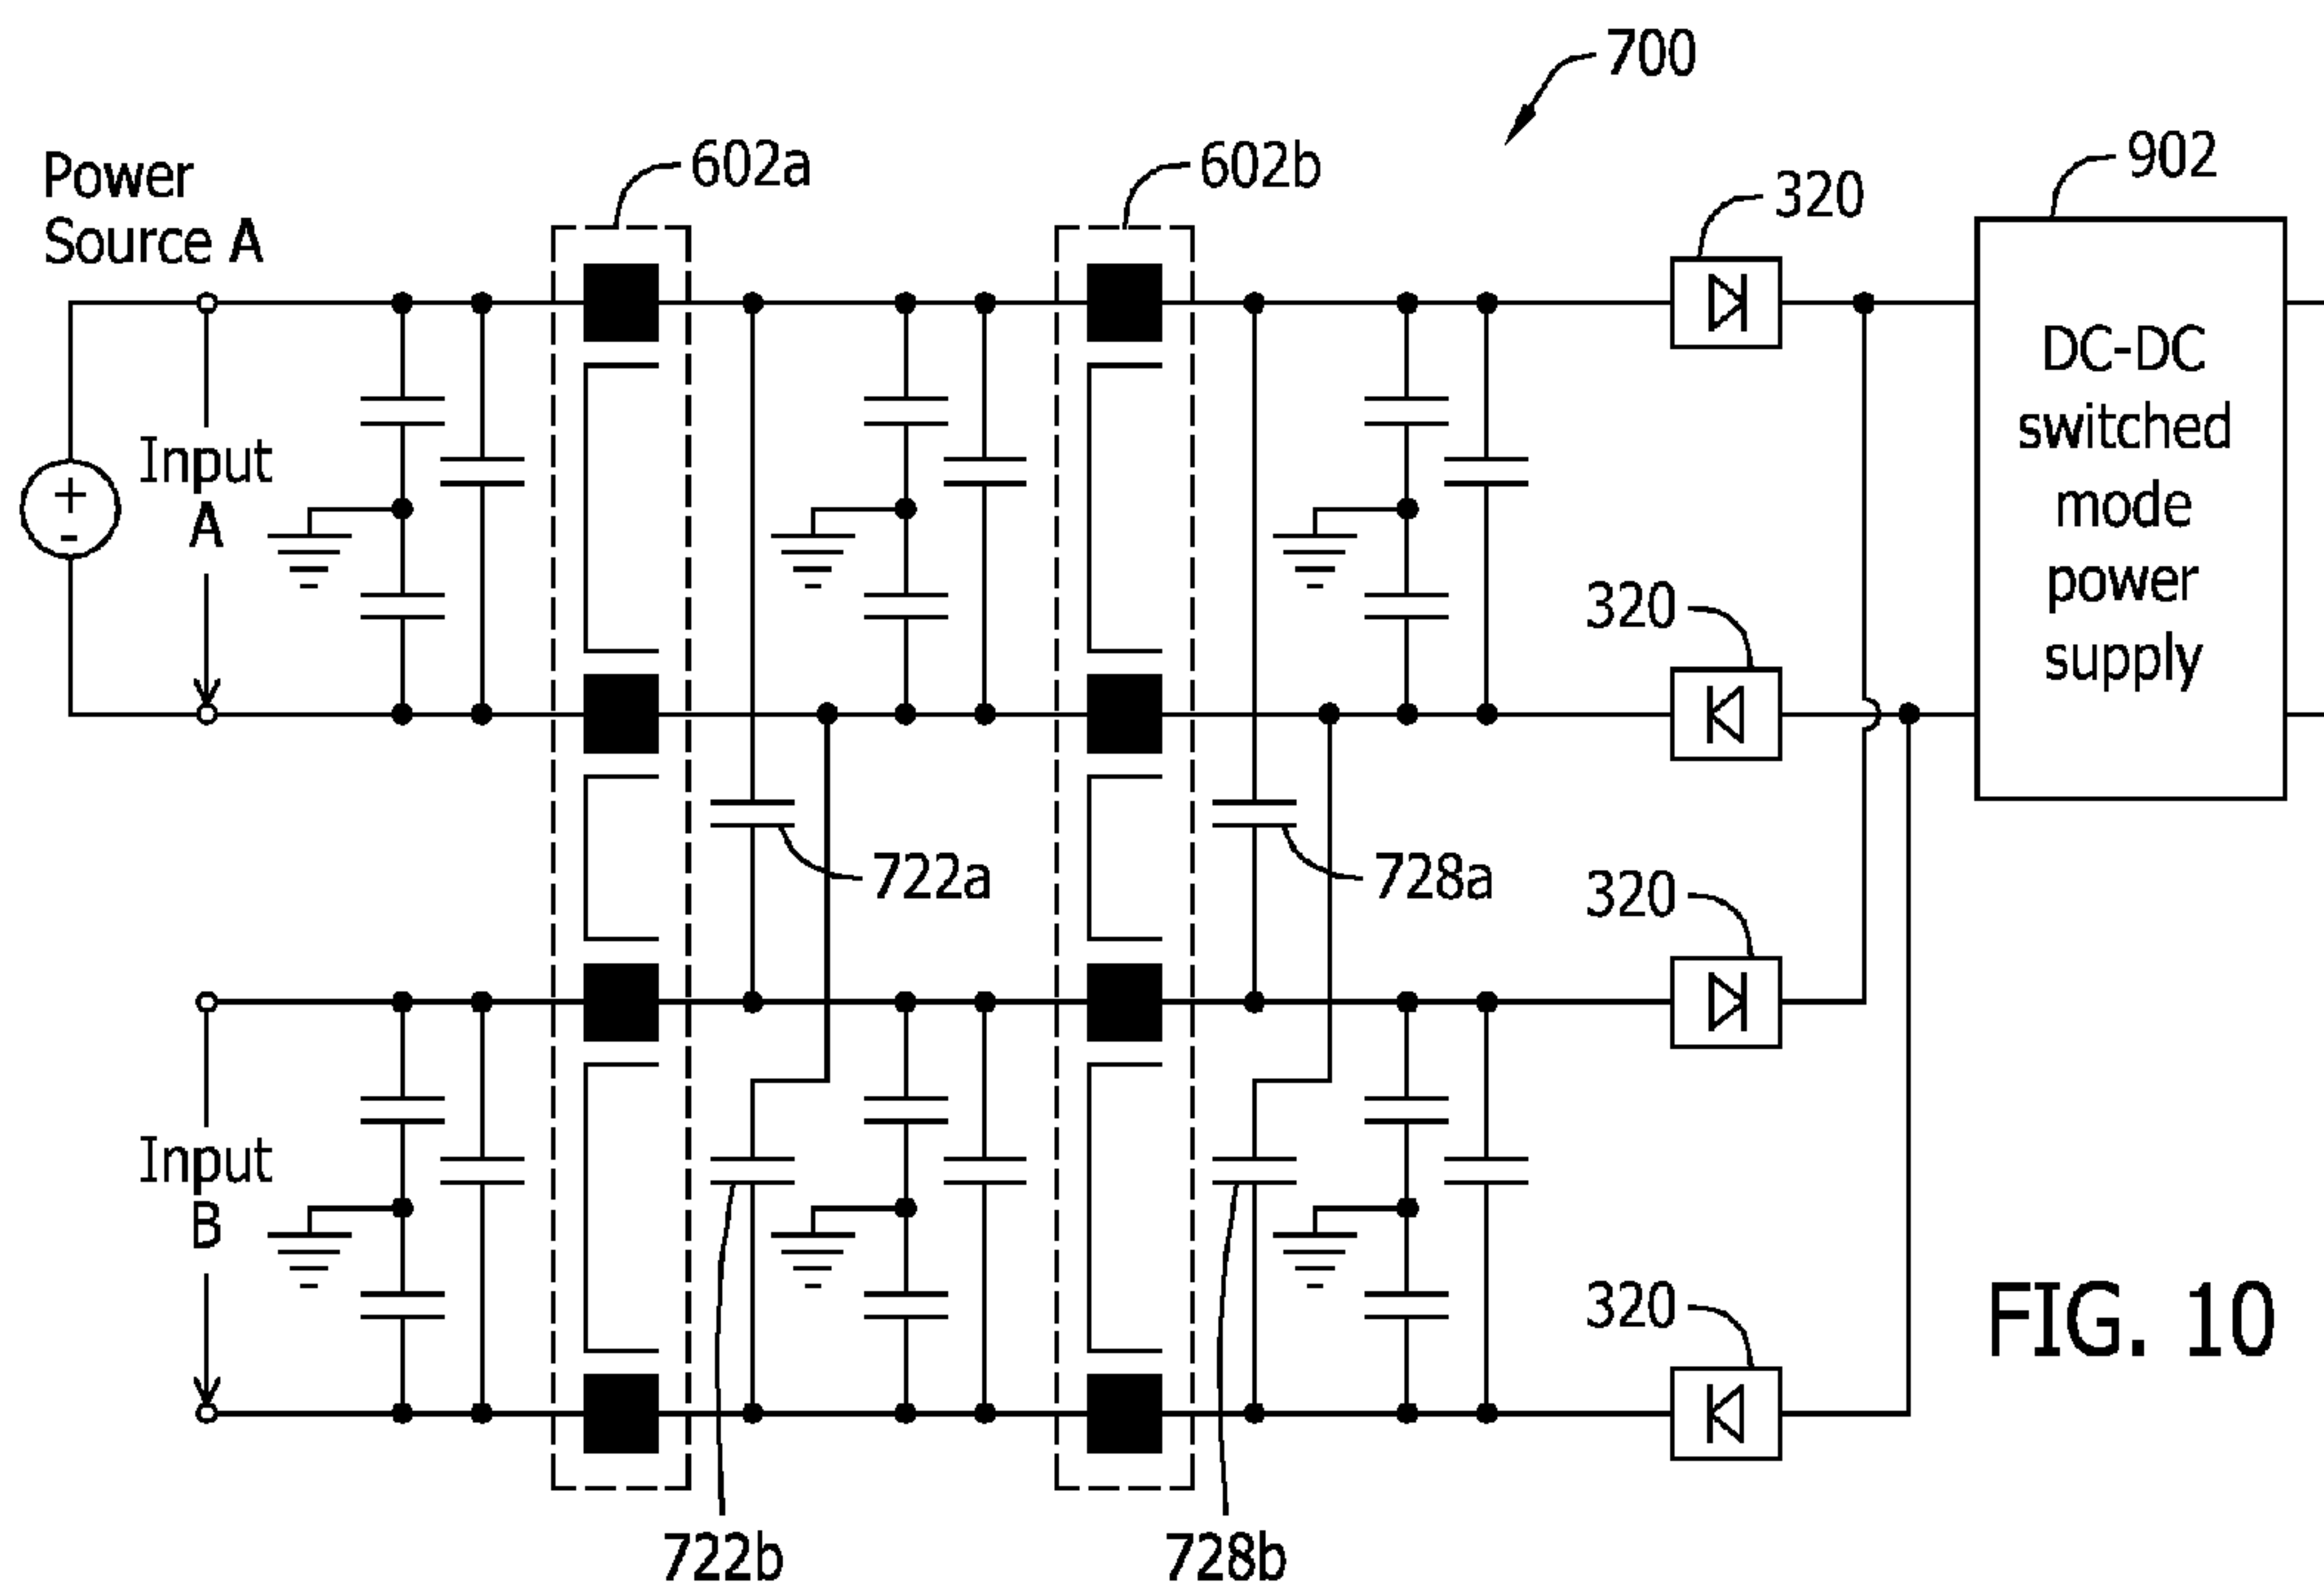 700
602a
602b
902
320
Power
Source A
DC-DC
switched
mode
power
supply
+
-
Input
A
320
722a
728a
320
Input
B
320
FIG. 10
722b
728b